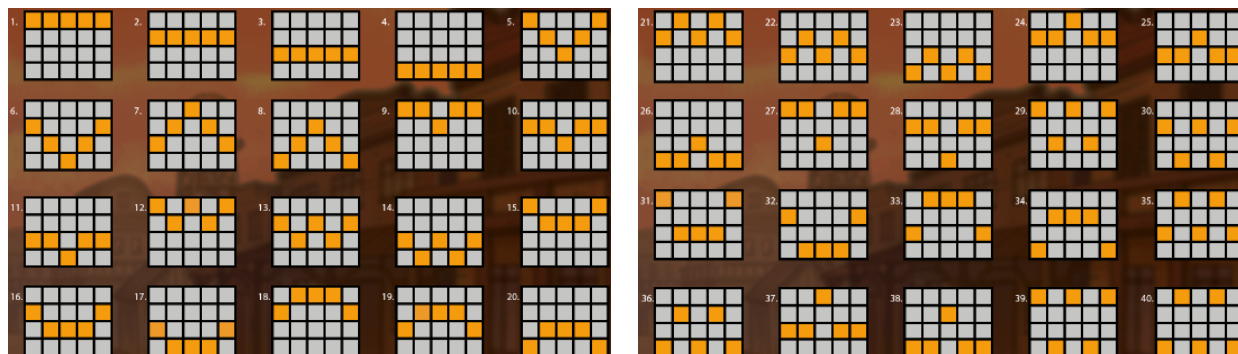 1. 2. 3. 4. 5.
6. 7. 8. 9. 10.
11. 12. 13. 14. 15.
16. 17. 18. 19. 20.
21. 22. 23. 24. 25.
26. 27. 28. 29. 30.
31. 32. 33. 34. 35.
36. 37. 38. 39. 40.